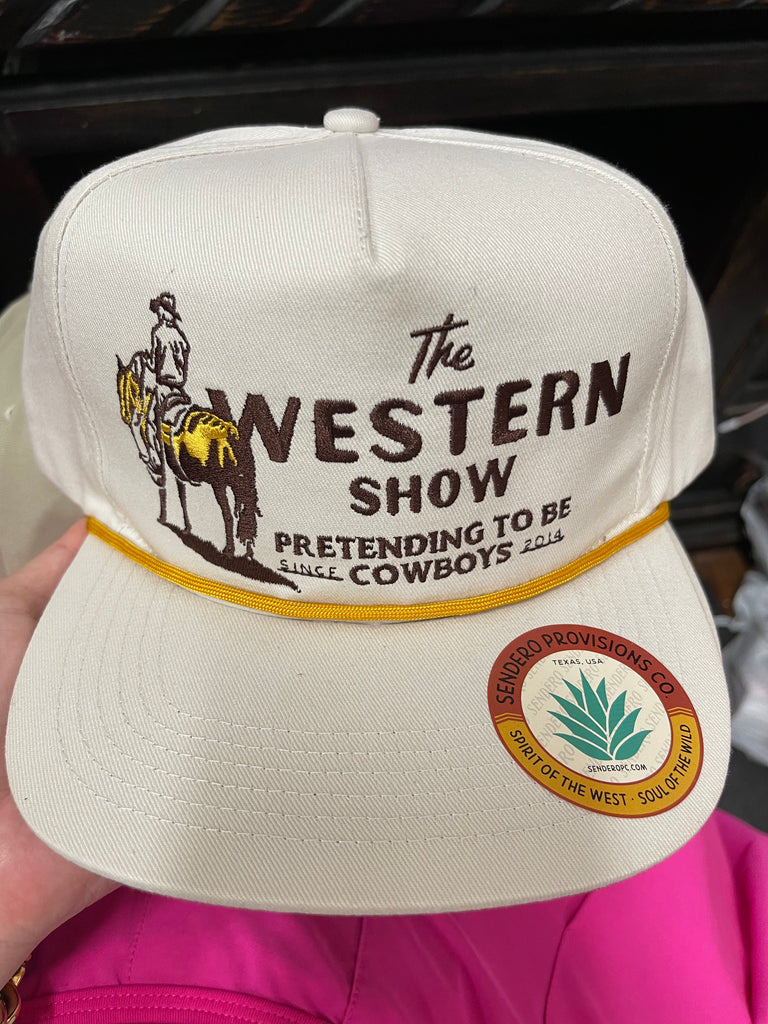 The
WESTERN
SHOW
PRETENDING TO BE
SINCE COWBOYS 2014
SENDERO PROVISIONS CO.
TEXAS, USA
SENDEROPC.COM
SPIRIT OF THE WEST · SOUL OF THE WILD